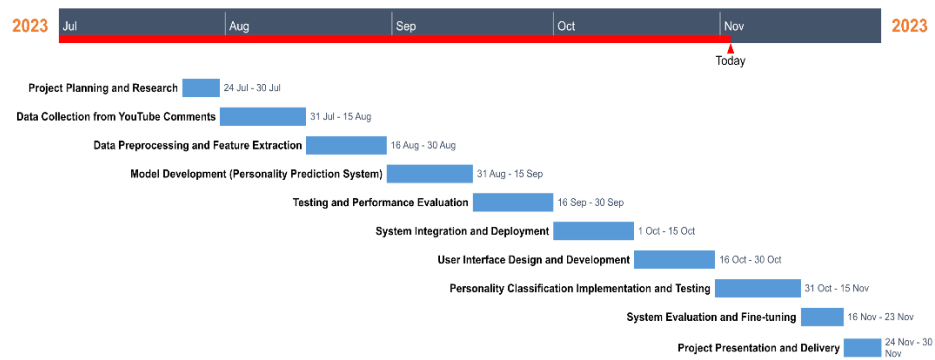 2023 Jul Aug Sep Oct Nov 2023
Today
Project Planning and Research 24 Jul - 30 Jul
Data Collection from YouTube Comments 31 Jul - 15 Aug
Data Preprocessing and Feature Extraction 16 Aug - 30 Aug
Model Development (Personality Prediction System) 31 Aug - 15 Sep
Testing and Performance Evaluation 16 Sep - 30 Sep
System Integration and Deployment 1 Oct - 15 Oct
User Interface Design and Development 16 Oct - 30 Oct
Personality Classification Implementation and Testing 31 Oct - 15 Nov
System Evaluation and Fine-tuning 16 Nov - 23 Nov
Project Presentation and Delivery 24 Nov - 30
Nov